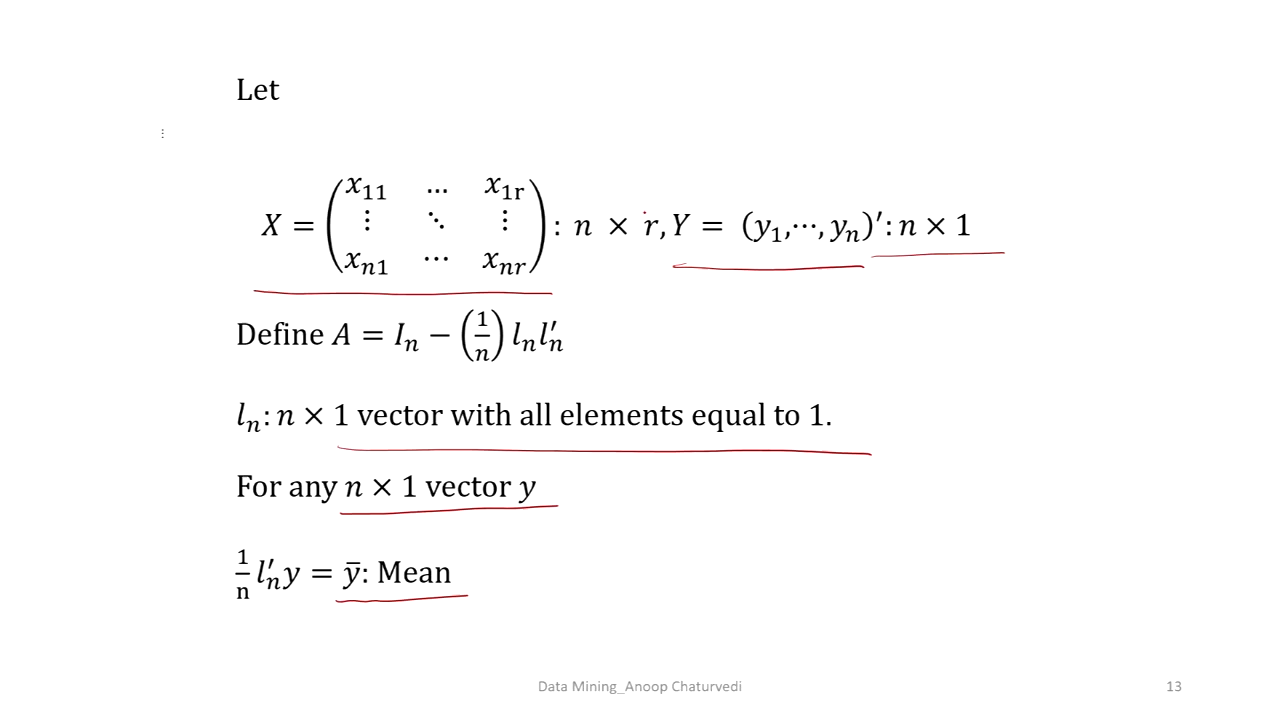 Let
⋮
X = (x₁₁ … x₁ᵣ ⋮ ⋱ ⋮ xₙ₁ ⋯ xₙᵣ) : n × r, Y = (y₁,⋯, yₙ)′: n × 1
Define A = Iₙ − (1/n) lₙlₙ′
lₙ: n × 1 vector with all elements equal to 1.
For any n × 1 vector y
1/n lₙ′y = ȳ: Mean
Data Mining_Anoop Chaturvedi 13